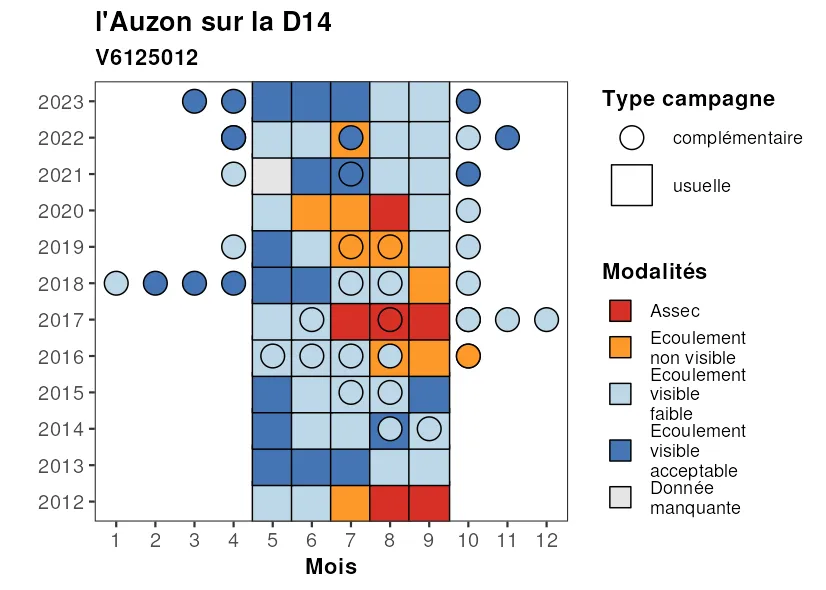 l'Auzon sur la D14
V6125012
2023
2022
2021
2020
2019
2018
2017
2016
2015
2014
2013
2012
1 2 3 4 5 6 7 8 9 10 11 12
Mois
Type campagne
complémentaire
usuelle
Modalités
Assec
Ecoulement
non visible
Ecoulement
visible
faible
Ecoulement
visible
acceptable
Donnée
manquante